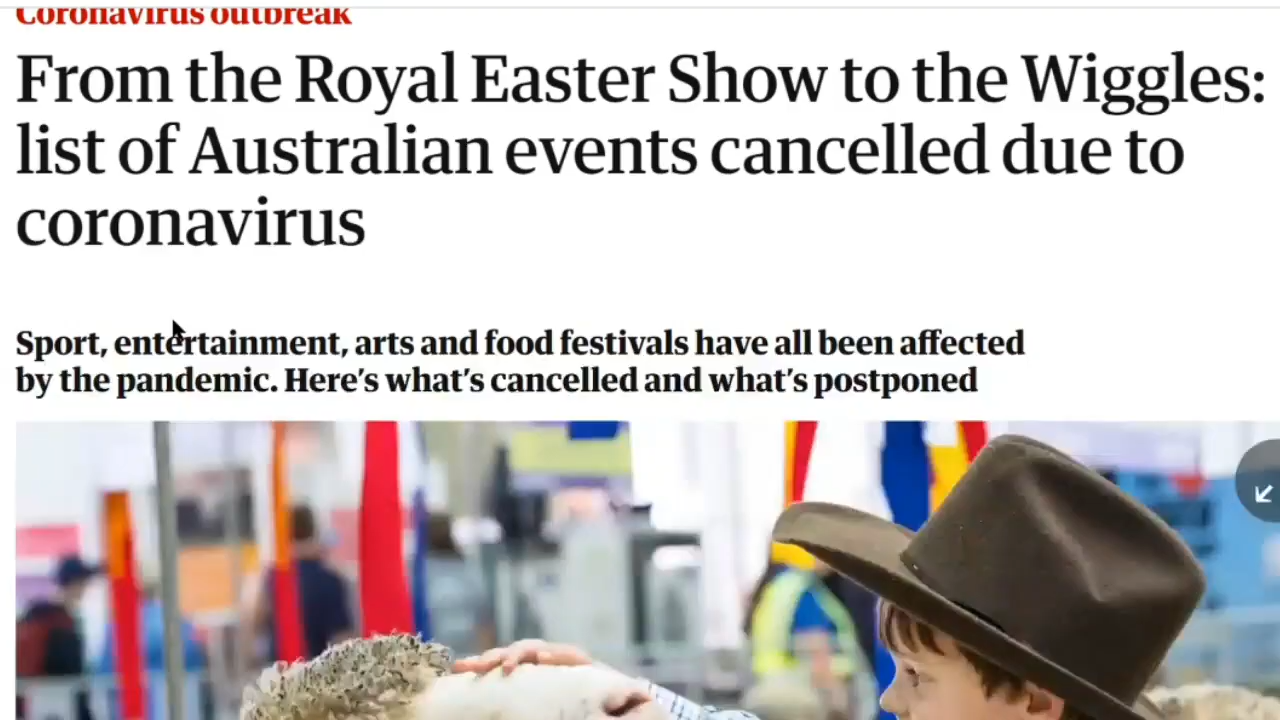 Coronavirus outbreak
From the Royal Easter Show to the Wiggles:
list of Australian events cancelled due to
coronavirus
Sport, entertainment, arts and food festivals have all been affected
by the pandemic. Here’s what’s cancelled and what’s postponed